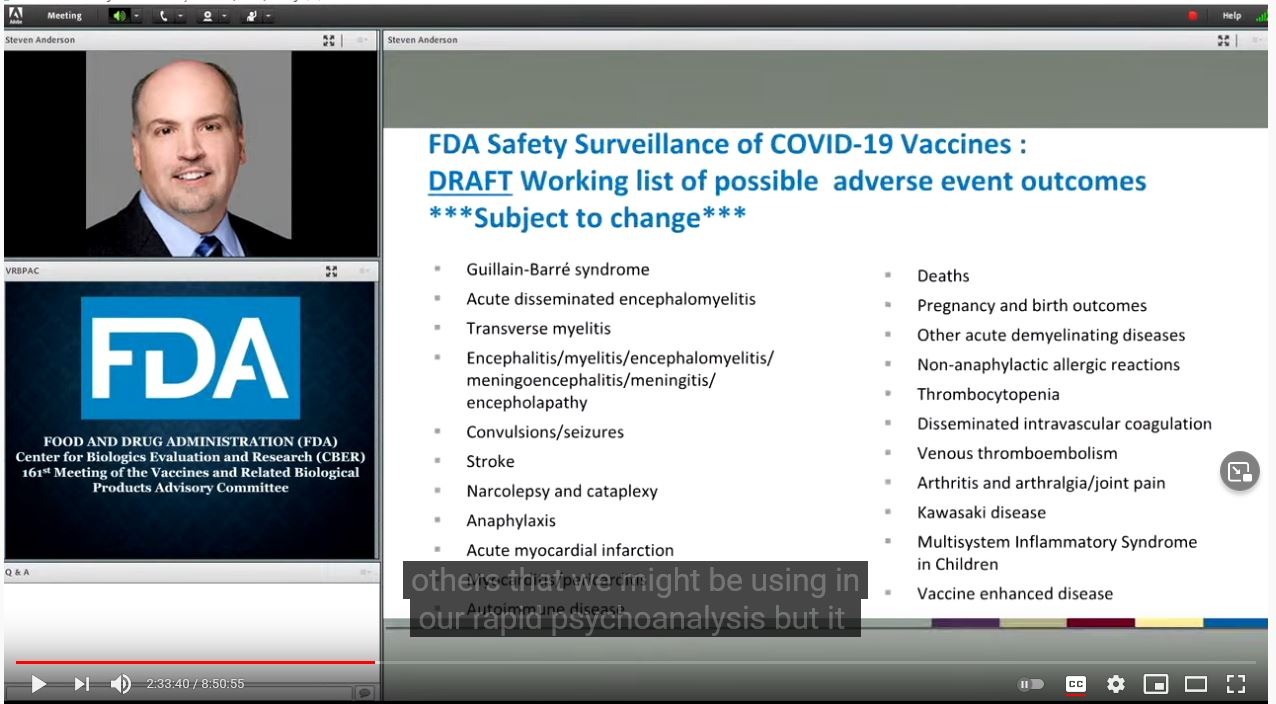 Adobe
Meeting
Help
Steven Anderson
Steven Anderson
FDA Safety Surveillance of COVID-19 Vaccines :
DRAFT Working list of possible adverse event outcomes
***Subject to change***
Guillain-Barré syndrome
Acute disseminated encephalomyelitis
Transverse myelitis
Encephalitis/myelitis/encephalomyelitis/
meningoencephalitis/meningitis/
encepholapathy
Convulsions/seizures
Stroke
Narcolepsy and cataplexy
Anaphylaxis
Acute myocardial infarction
Myocarditis/pericarditis
Autoimmune disease
Deaths
Pregnancy and birth outcomes
Other acute demyelinating diseases
Non-anaphylactic allergic reactions
Thrombocytopenia
Disseminated intravascular coagulation
Venous thromboembolism
Arthritis and arthralgia/joint pain
Kawasaki disease
Multisystem Inflammatory Syndrome
in Children
Vaccine enhanced disease
others that we might be using in
our rapid psychoanalysis but it
VRBPAC
FDA
FOOD AND DRUG ADMINISTRATION (FDA)
Center for Biologics Evaluation and Research (CBER)
161st Meeting of the Vaccines and Related Biological
Products Advisory Committee
Q & A
2:33:40 / 8:50:55
CC